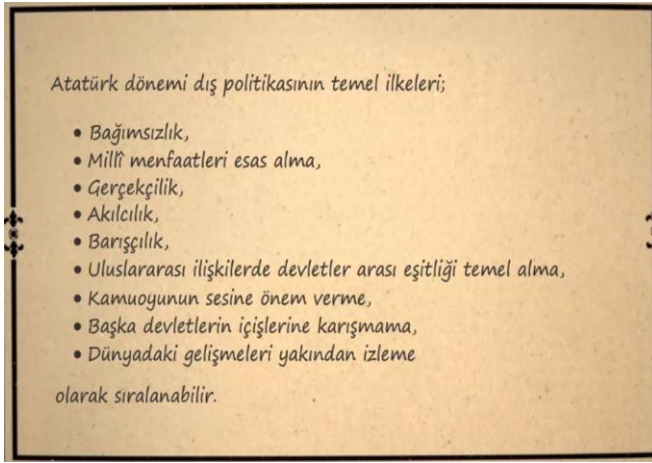 Atatürk dönemi dış politikasının temel ilkeleri;
• Bağımsızlık,
• Millî menfaatleri esas alma,
• Gerçekçilik,
• Akılcılık,
• Barışçılık,
• Uluslararası ilişkilerde devletler arası eşitliği temel alma,
• Kamuoyunun sesine önem verme,
• Başka devletlerin içişlerine karışmama,
• Dünyadaki gelişmeleri yakından izleme
olarak sıralanabilir.